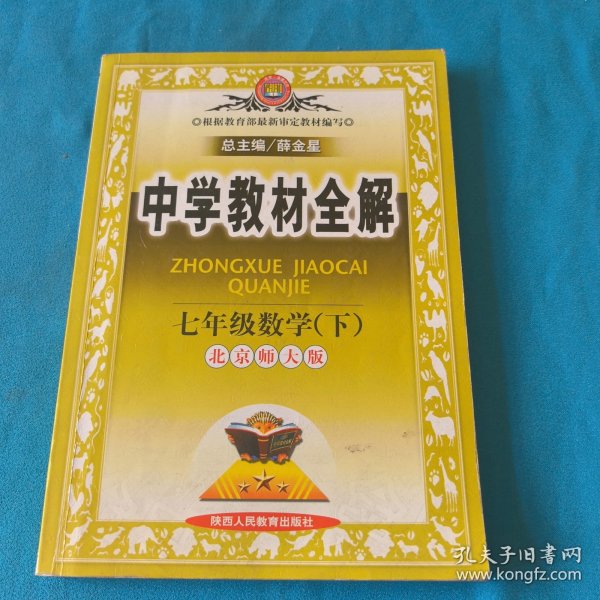 ◎根据教育部最新审定教材编写◎
总主编/薛金星
中学教材全解
ZHONGXUE JIAOCAI
QUANJIE
七年级数学(下)
北京师大版
陕西人民教育出版社
孔夫子旧书网
www.kongfz.com